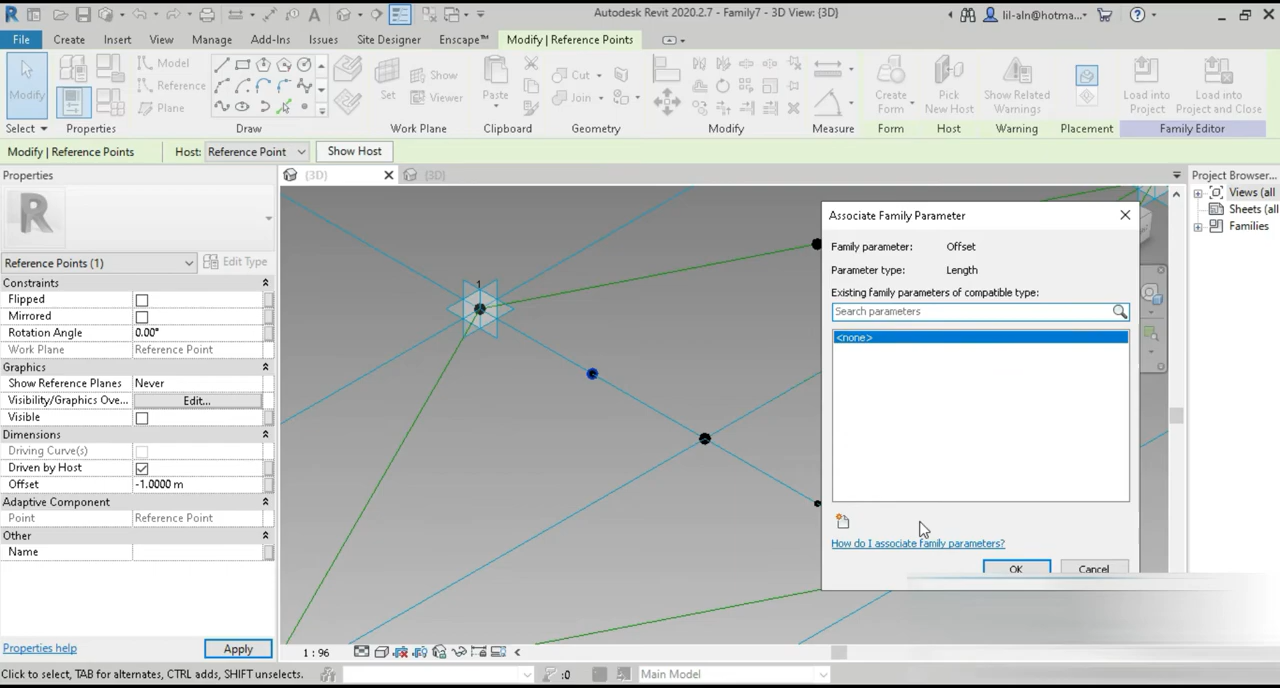 Autodesk Revit 2020.2.7 - Family7 - 3D View: {3D}
lil-aln@hotma...
File Create Insert View Manage Add-Ins Issues Site Designer Enscape™ Modify | Reference Points
Modify
Model
Reference
Plane
Set
Show
Viewer
Paste
Cut
Join
Create
Form
Pick
New Host
Show Related
Warnings
Load into
Project
Load into
Project and Close
Select Properties Draw Work Plane Clipboard Geometry Modify Measure Form Host Warning Placement Family Editor
Modify | Reference Points Host: Reference Point Show Host
Properties
{3D}
{3D}
Project Browser...
Views (all
Sheets (all
Families
R
Reference Points (1) Edit Type
Constraints
Flipped
Mirrored
Rotation Angle 0.00°
Work Plane Reference Point
Graphics
Show Reference Planes Never
Visibility/Graphics Ove... Edit...
Visible
Dimensions
Driving Curve(s)
Driven by Host
Offset -1.0000 m
Adaptive Component
Point Reference Point
Other
Name
Properties help Apply
1
Associate Family Parameter
Family parameter: Offset
Parameter type: Length
Existing family parameters of compatible type:
Search parameters
<none>
How do I associate family parameters?
OK Cancel
1 : 96
Click to select, TAB for alternates, CTRL adds, SHIFT unselects.
:0
Main Model